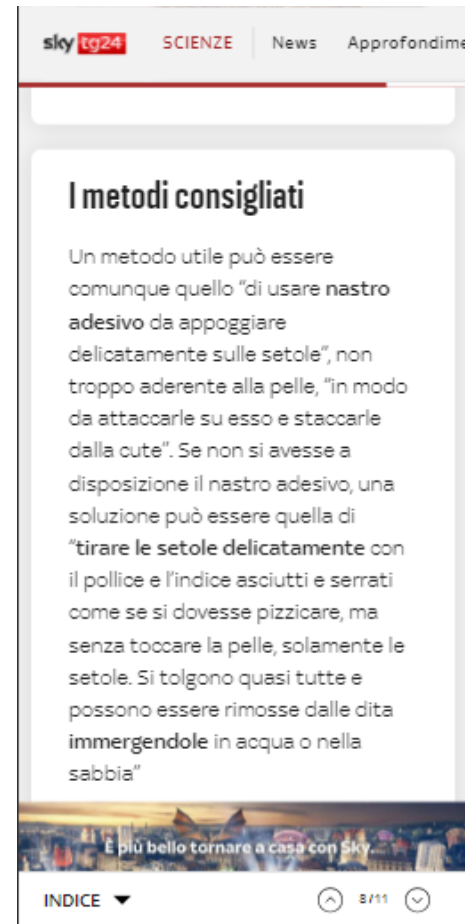 sky tg24 SCIENZE News Approfondime
I metodi consigliati
Un metodo utile può essere
comunque quello “di usare nastro
adesivo da appoggiare
delicatamente sulle setole”, non
troppo aderente alla pelle, “in modo
da attaccarle su esso e staccarle
dalla cute”. Se non si avesse a
disposizione il nastro adesivo, una
soluzione può essere quella di
“tirare le setole delicatamente con
il pollice e l’indice asciutti e serrati
come se si dovesse pizzicare, ma
senza toccare la pelle, solamente le
setole. Si tolgono quasi tutte e
possono essere rimosse dalle dita
immergendole in acqua o nella
sabbia”
È più bello tornare a casa con Sky.
INDICE 8/11